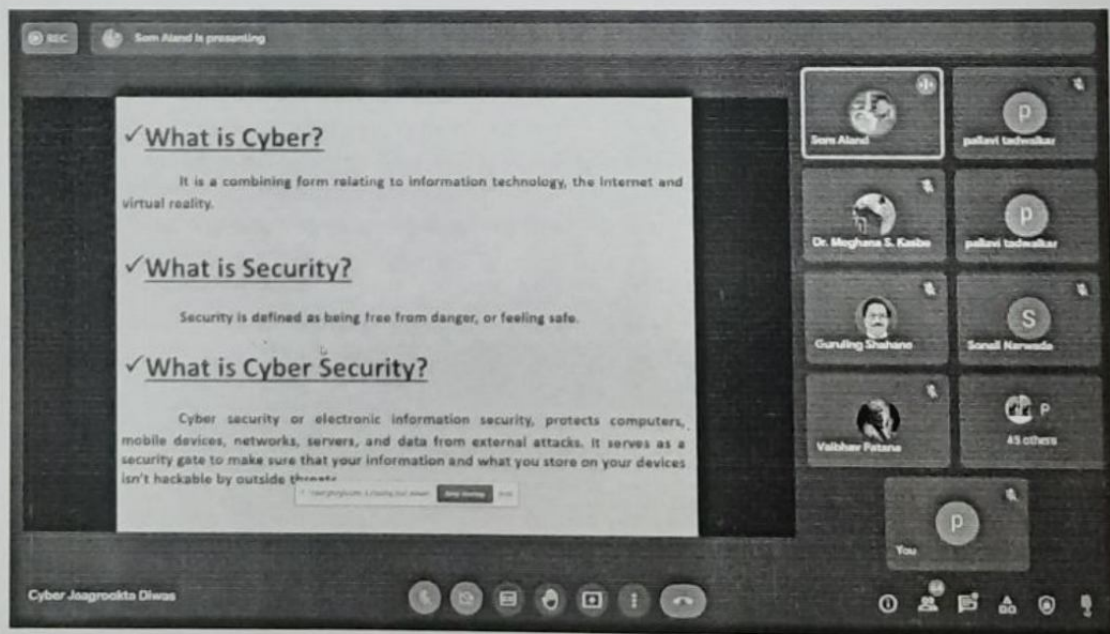 REC
Som Aland is presenting
✓What is Cyber?
It is a combining form relating to information technology, the Internet and
virtual reality.
✓What is Security?
Security is defined as being free from danger, or feeling safe.
✓What is Cyber Security?
Cyber security or electronic information security, protects computers,
mobile devices, networks, servers, and data from external attacks. It serves as a
security gate to make sure that your information and what you store on your devices
isn't hackable by outside threats
Som Aland
P
pallavi tadwalkar
Dr. Meghana S. Kasbe
P
pallavi tadwalkar
Guruling Shahane
S
Sonali Narwade
Vaibhav Patane
P
45 others
P
You
Cyber Jaagrookta Diwas